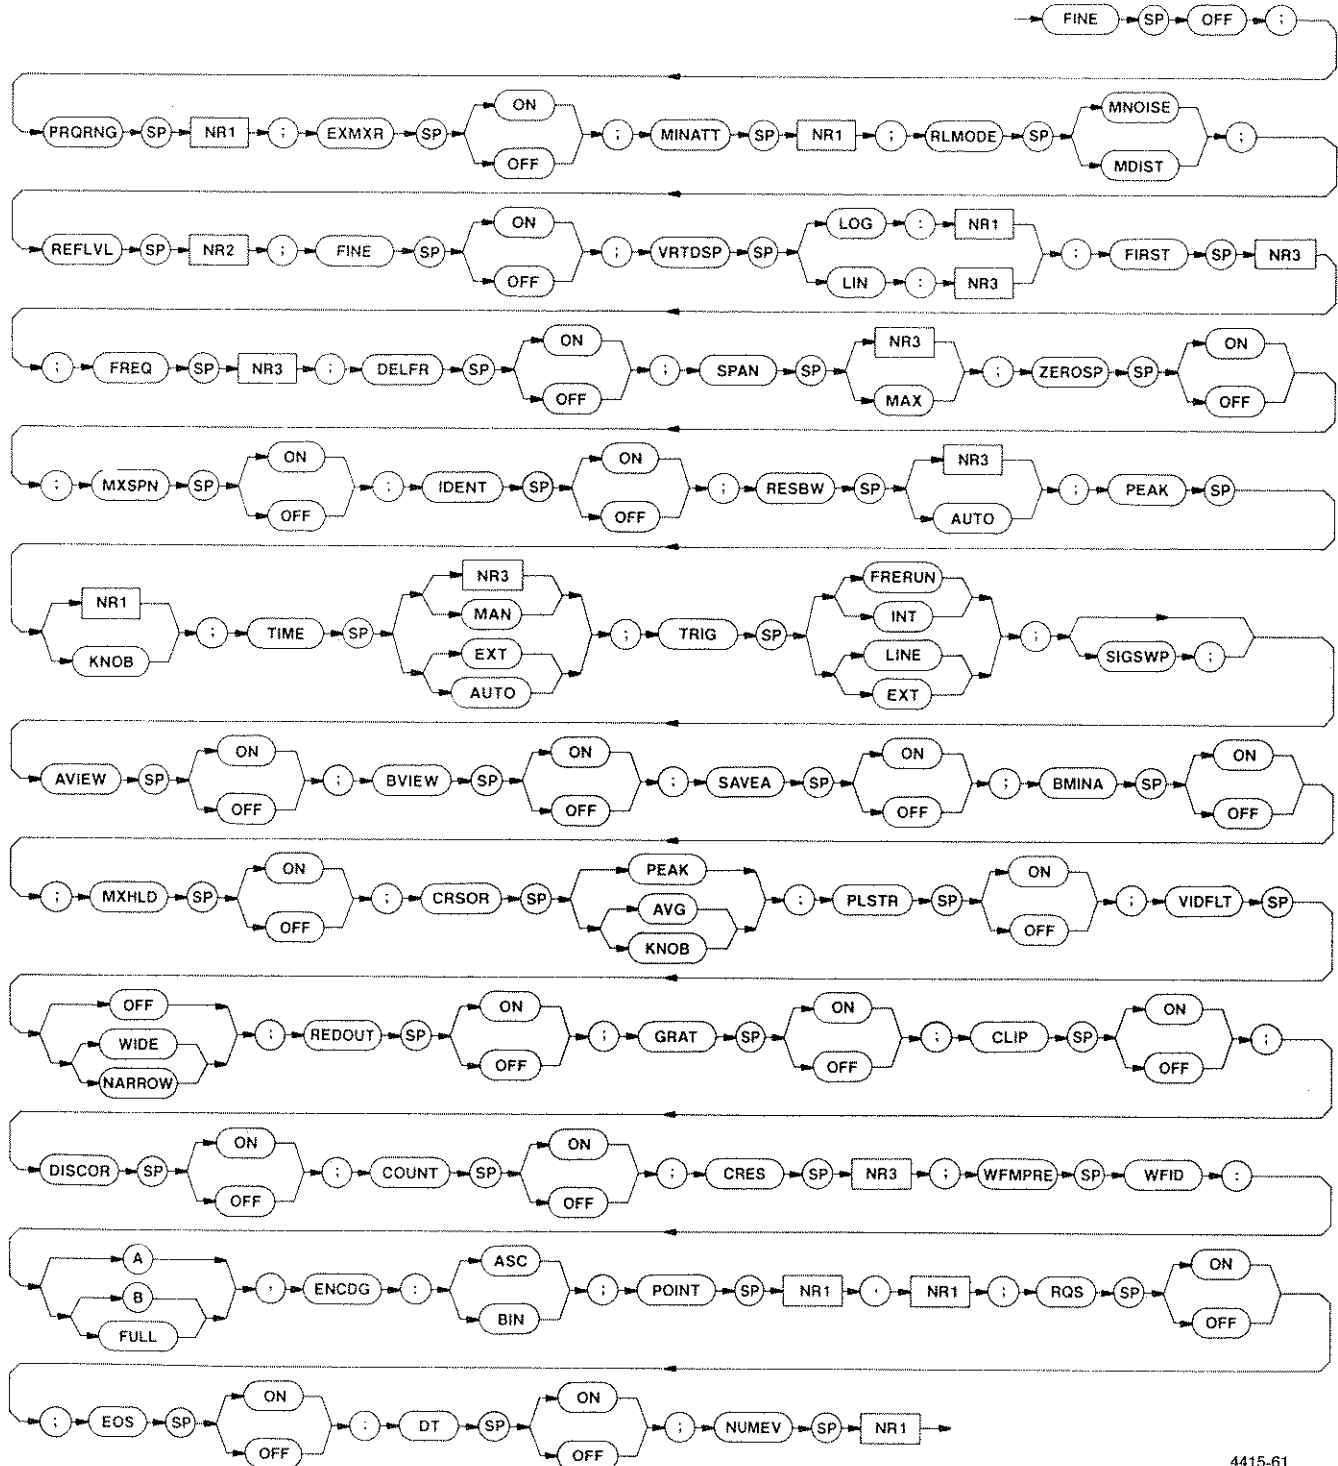 FINE SP OFF ;
ON ON MNOISE
PRQRNG SP NR1 ; EXMXR SP ; MINATT SP NR1 ; RLMODE SP ;
OFF MDIST
ON LOG : NR1
REFLVL SP NR2 ; FINE SP ; VRTDSP SP : FIRST SP NR3
OFF LIN : NR3
ON NR3 ON
; FREQ SP NR3 ; DELFR SP ; SPAN SP ; ZEROSP SP
OFF MAX OFF
ON ON NR3
; MXSPN SP ; IDENT SP ; RESBW SP ; PEAK SP
OFF OFF AUTO
NR1 NR3 FRERUN
MAN INT
; TIME SP ; TRIG SP ;
KNOB EXT LINE SIGSWP ;
AUTO EXT
ON ON ON ON
AVIEW SP ; BVIEW SP ; SAVEA SP ; BMINA SP
OFF OFF OFF OFF
ON PEAK ON
; MXHLD SP ; CRSOR SP AVG ; PLSTR SP ; VIDFLT SP
OFF KNOB OFF
OFF ON ON ON
WIDE ; REDOUT SP ; GRAT SP ; CLIP SP ;
NARROW OFF OFF OFF
ON ON
DISCOR SP ; COUNT SP ; CRES SP NR3 ; WFMPRE SP WFID :
OFF OFF
A ASC ON
B , ENCDG : ; POINT SP NR1 , NR1 ; RQS SP
FULL BIN OFF
ON ON
; EOS SP : DT SP ; NUMEV SP NR1
OFF OFF
4415-61